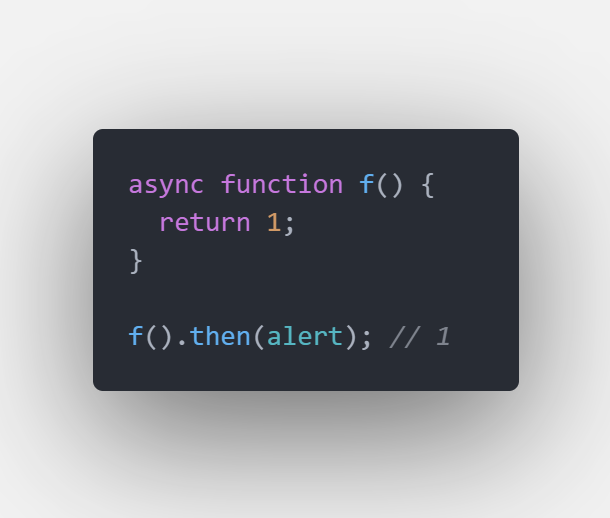 async function f() {
  return 1;
}
f().then(alert); // 1